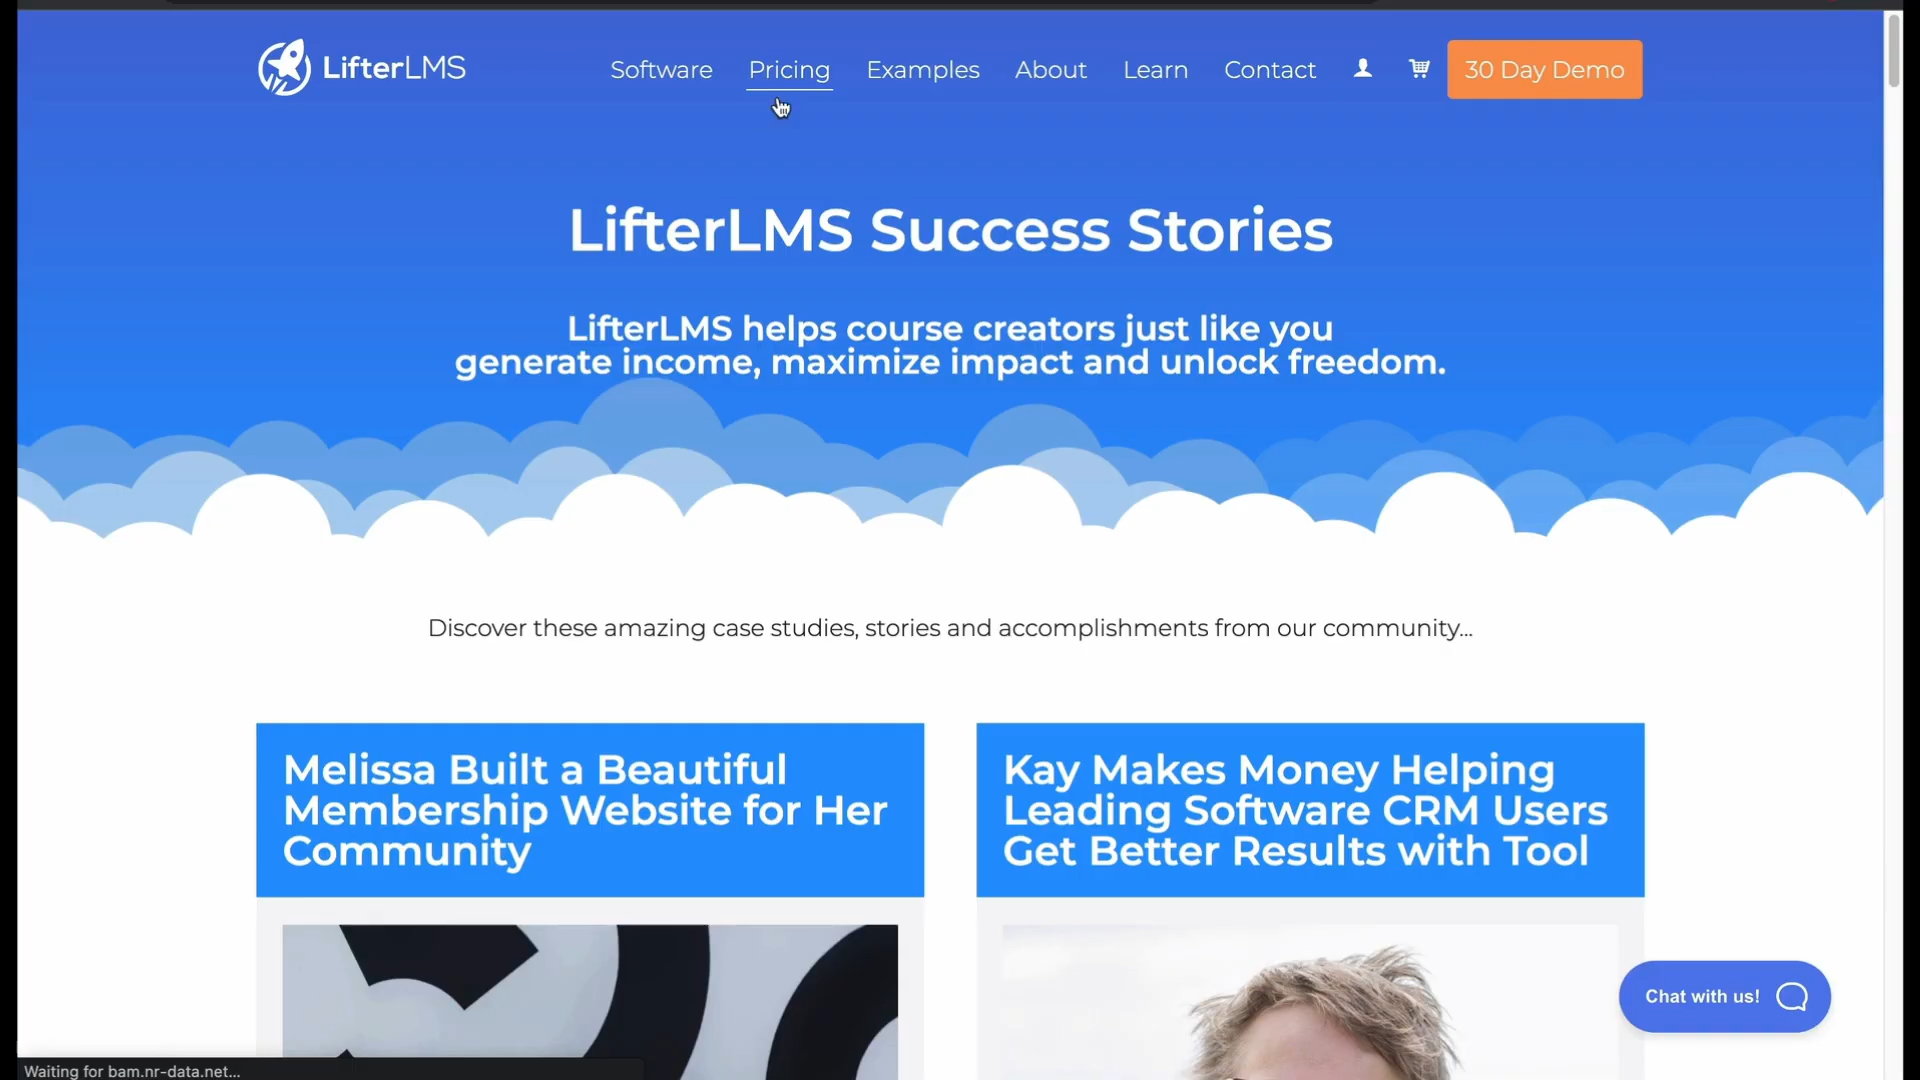 LifterLMS
Software Pricing Examples About Learn Contact 30 Day Demo
LifterLMS Success Stories
LifterLMS helps course creators just like you
generate income, maximize impact and unlock freedom.
Discover these amazing case studies, stories and accomplishments from our community...
Melissa Built a Beautiful
Membership Website for Her
Community
Kay Makes Money Helping
Leading Software CRM Users
Get Better Results with Tool
Chat with us!
Waiting for bam.nr-data.net...